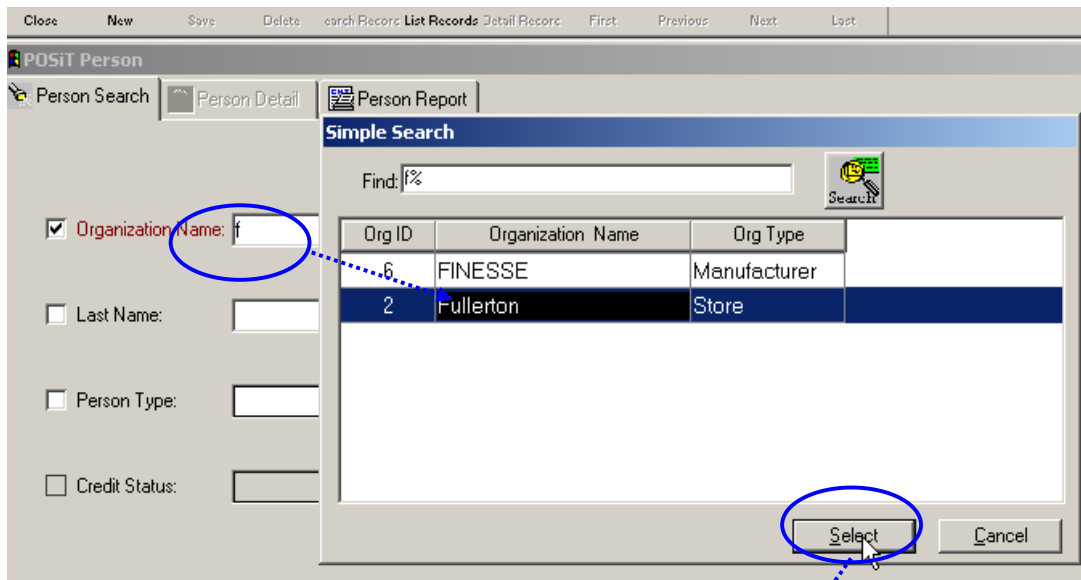 Close New Save Delete earch Recorc List Records Detail Recorc First Previous Next Last
POSiT Person
Person Search Person Detail Person Report
Simple Search
Find: f%
Search
Organization Name: f
Org ID Organization Name Org Type
6 FINESSE Manufacturer
2 Fullerton Store
Last Name:
Person Type:
Credit Status:
Select Cancel